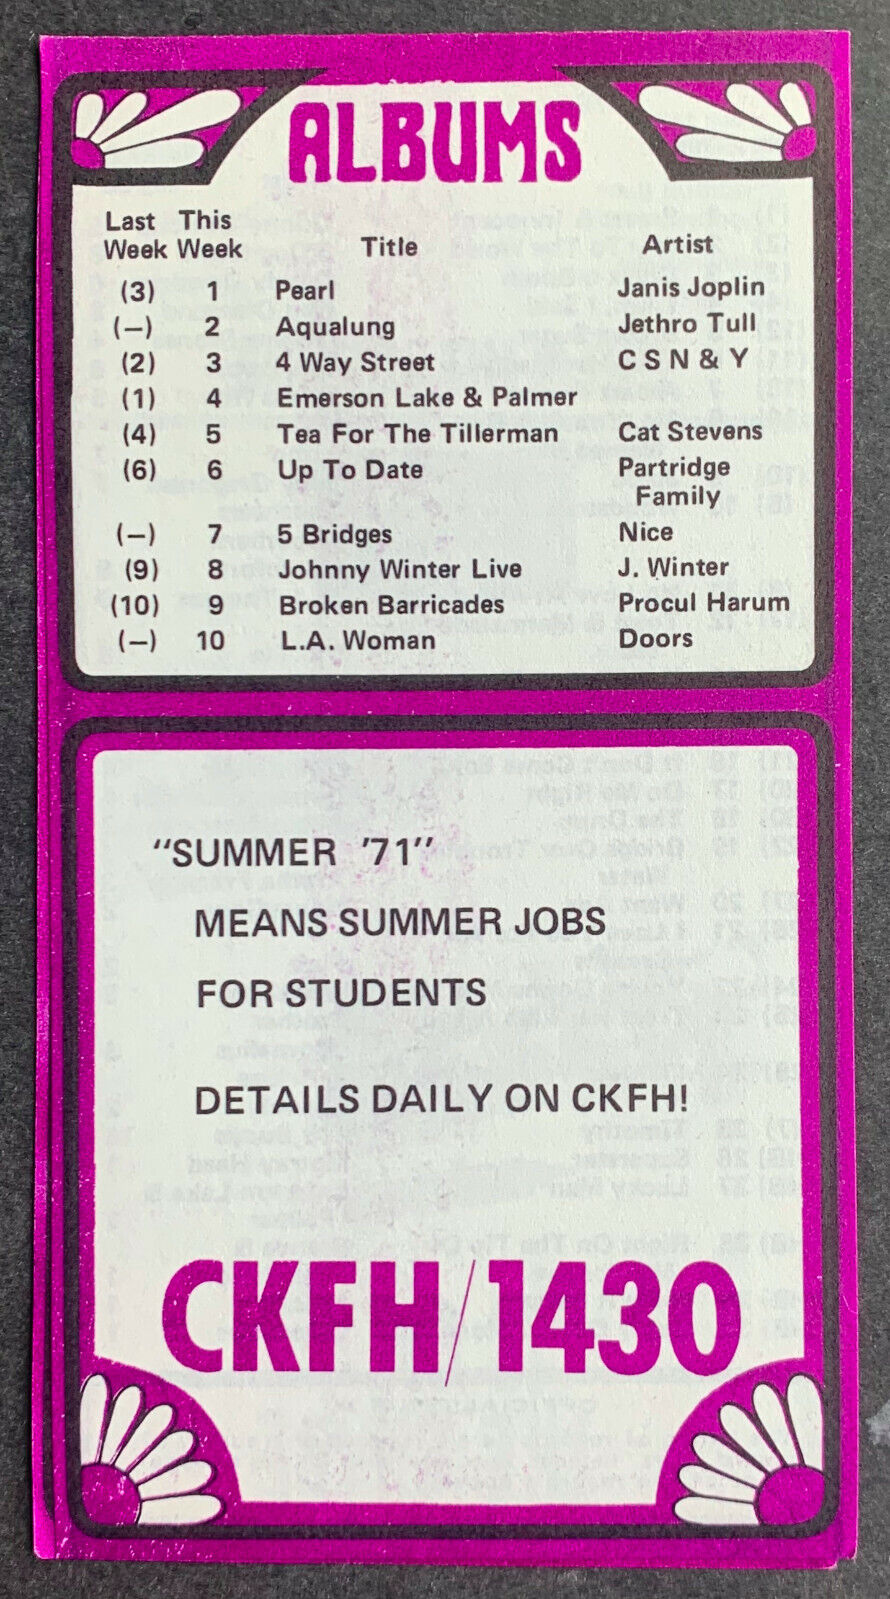 ALBUMS
Last This
Week Week Title Artist
(3) 1 Pearl Janis Joplin
(—) 2 Aqualung Jethro Tull
(2) 3 4 Way Street C S N & Y
(1) 4 Emerson Lake & Palmer
(4) 5 Tea For The Tillerman Cat Stevens
(6) 6 Up To Date Partridge
Family
(—) 7 5 Bridges Nice
(9) 8 Johnny Winter Live J. Winter
(10) 9 Broken Barricades Procul Harum
(—) 10 L.A. Woman Doors
"SUMMER '71"
MEANS SUMMER JOBS
FOR STUDENTS
DETAILS DAILY ON CKFH!
CKFH/1430